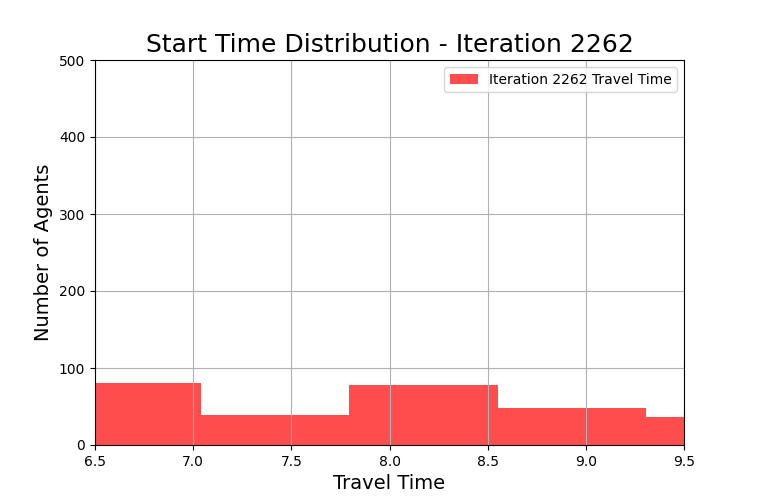 Start Time Distribution - Iteration 2262
Iteration 2262 Travel Time
Number of Agents
500
400
300
200
100
0
6.5 7.0 7.5 8.0 8.5 9.0 9.5
Travel Time